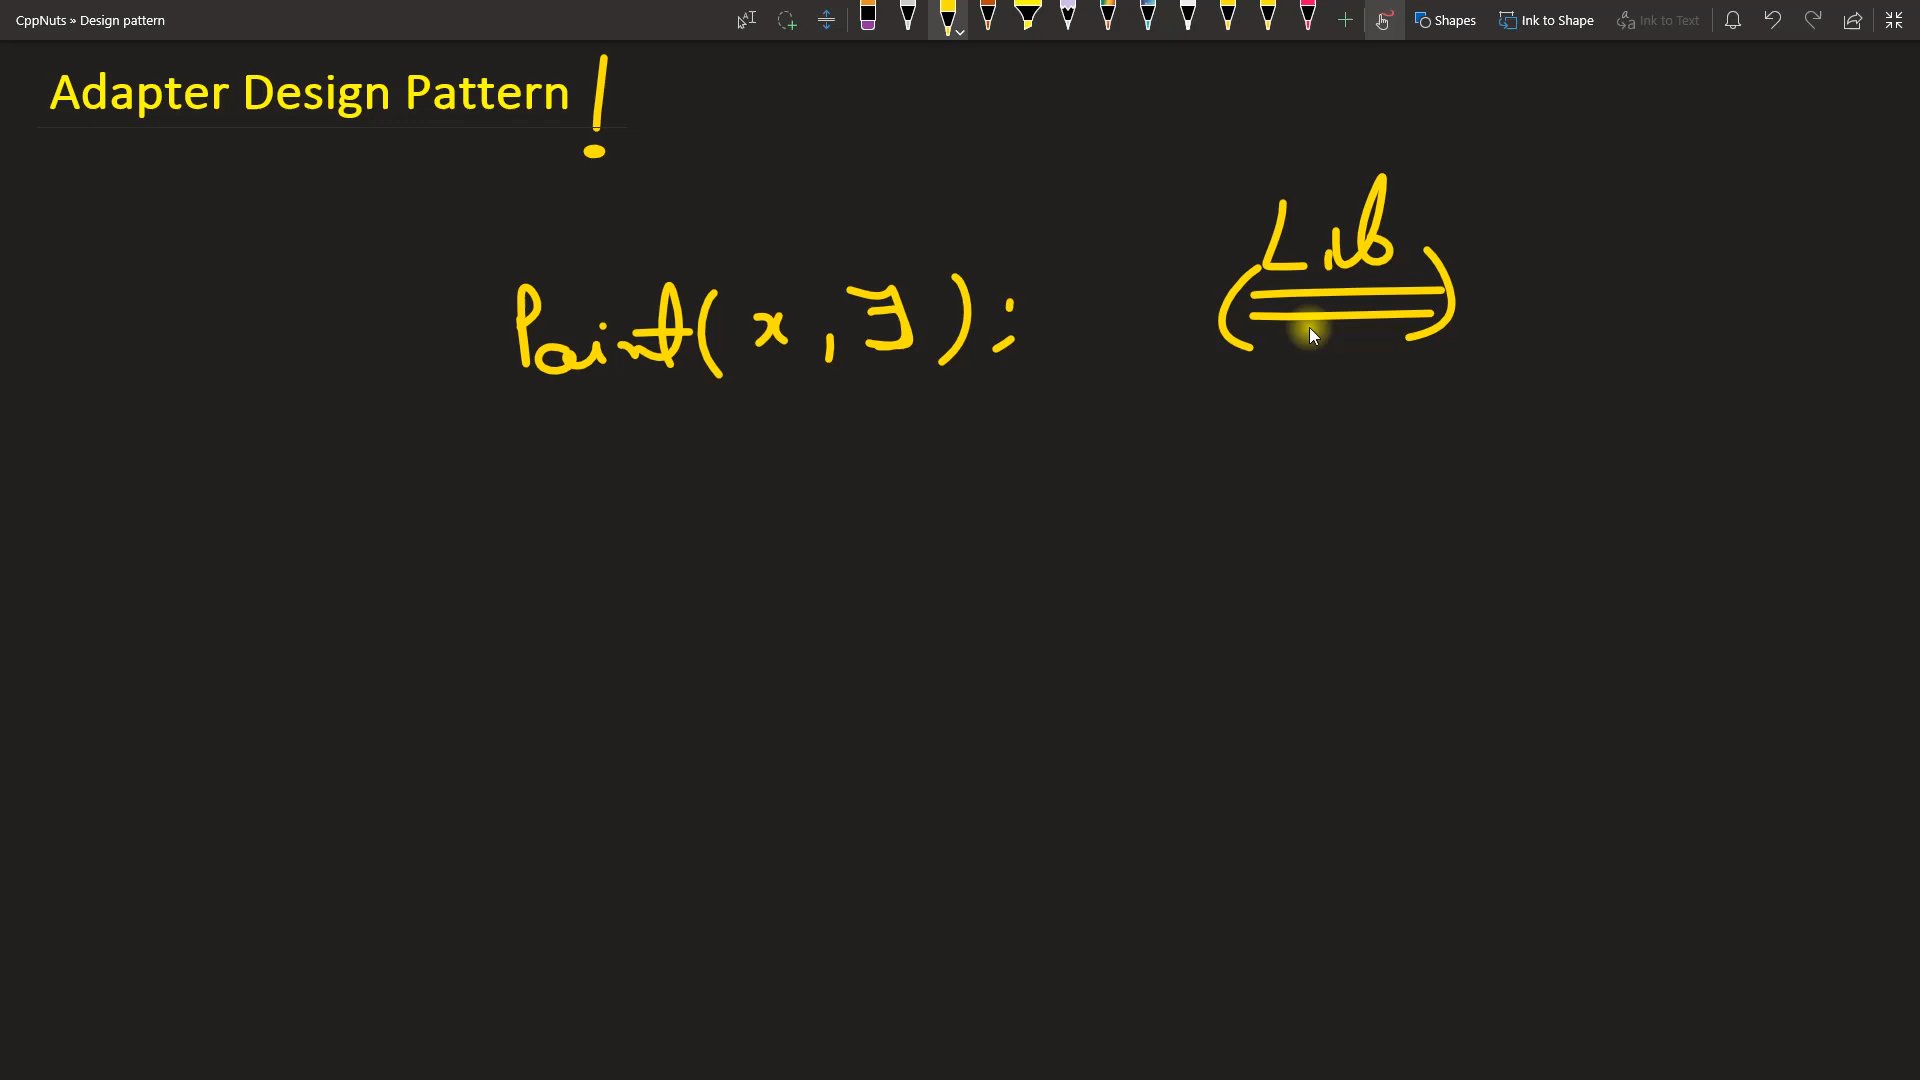 CppNuts » Design pattern
Shapes
Ink to Shape
Ink to Text
Adapter Design Pattern !
Lib
Point( x , y ) ;